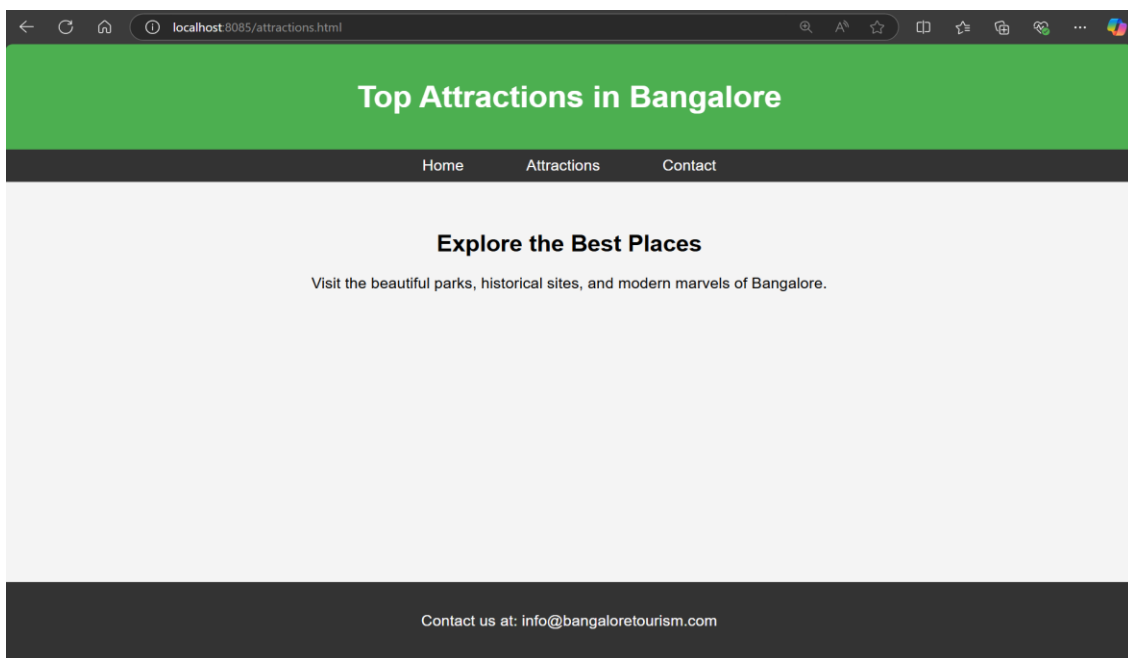 localhost:8085/attractions.html
Top Attractions in Bangalore
Home Attractions Contact
Explore the Best Places
Visit the beautiful parks, historical sites, and modern marvels of Bangalore.
Contact us at: info@bangaloretourism.com